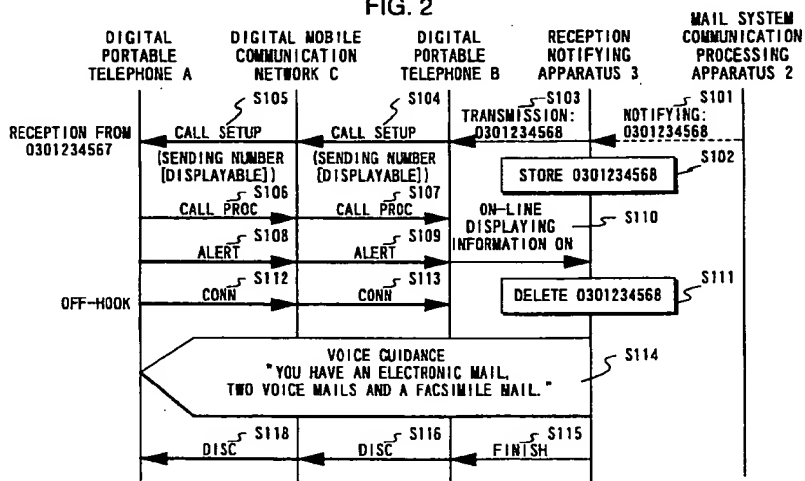 FIG. 2
DIGITAL PORTABLE TELEPHONE A
DIGITAL MOBILE COMMUNICATION NETWORK C
DIGITAL PORTABLE TELEPHONE B
RECEPTION NOTIFYING APPARATUS 3
MAIL SYSTEM COMMUNICATION PROCESSING APPARATUS 2
S105
S104
S103
S101
RECEPTION FROM 0301234567
CALL SETUP
CALL SETUP
TRANSMISSION: 0301234568
NOTIFYING: 0301234568
(SENDING NUMBER [DISPLAYABLE])
(SENDING NUMBER [DISPLAYABLE])
STORE 0301234568
S102
S106
CALL PROC
S107
CALL PROC
ON-LINE DISPLAYING INFORMATION ON
S110
S108
ALERT
S109
ALERT
S112
S113
OFF-HOOK
CONN
CONN
DELETE 0301234568
S111
VOICE GUIDANCE
"YOU HAVE AN ELECTRONIC MAIL,
TWO VOICE MAILS AND A FACSIMILE MAIL."
S114
S118
DISC
S116
DISC
S115
FINISH